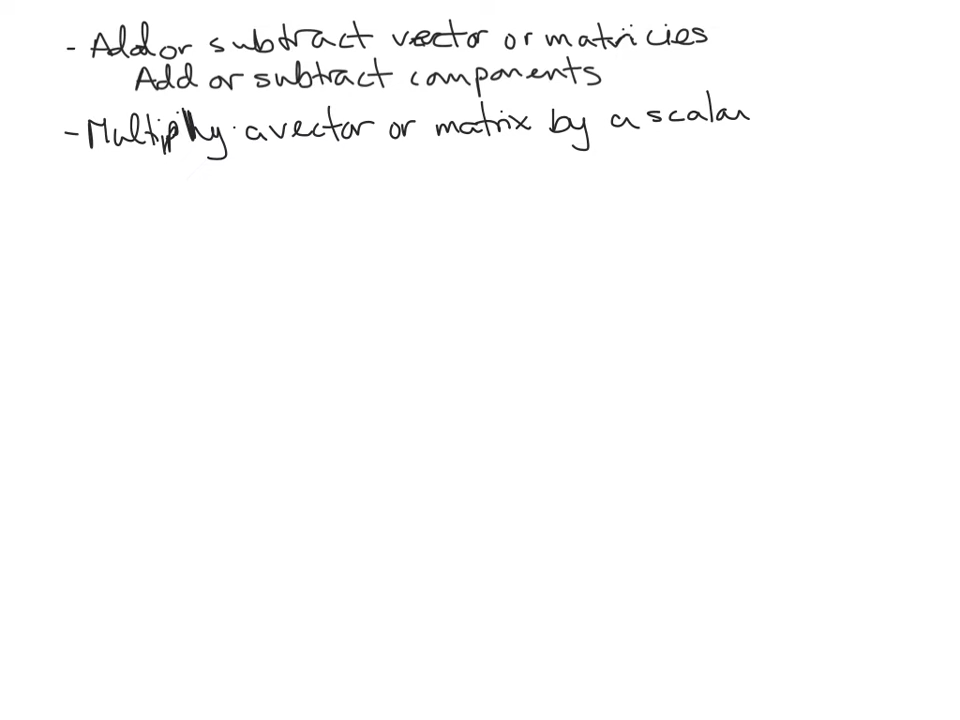 - Add or subtract vector or matricies
Add or subtract components
- Multiply a vector or matrix by a scalar